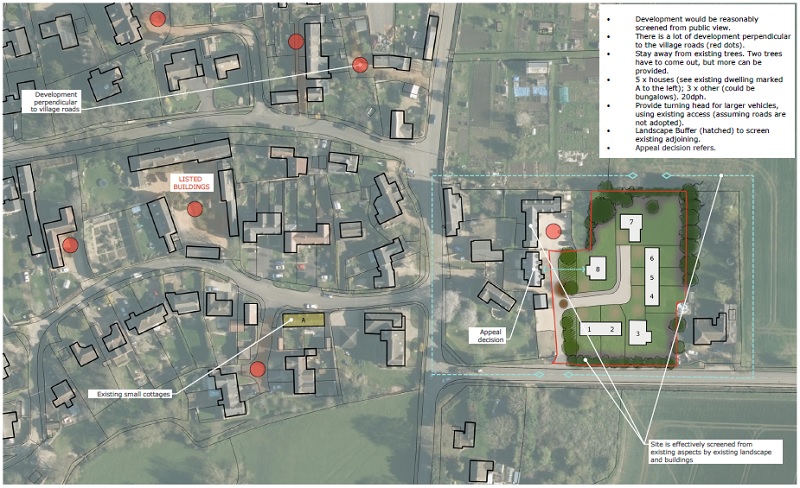 • Development would be reasonably
screened from public view.
• There is a lot of development perpendicular
to the village roads (red dots).
• Stay away from existing trees. Two trees
have to come out, but more can be
provided.
• 5 x houses (see existing dwelling marked
A to the left); 3 x other (could be
bungalows). 20dph.
• Provide turning head for larger vehicles,
using existing access (assuming roads are
not adopted).
• Landscape Buffer (hatched) to screen
existing adjoining.
• Appeal decision refers.
Development
perpendicular
to village roads
LISTED
BUILDINGS
7
6
8
5
4
1 2
3
A
Appeal
decision
Existing small cottages
Site is effectively screened from
existing aspects by existing landscape
and buildings